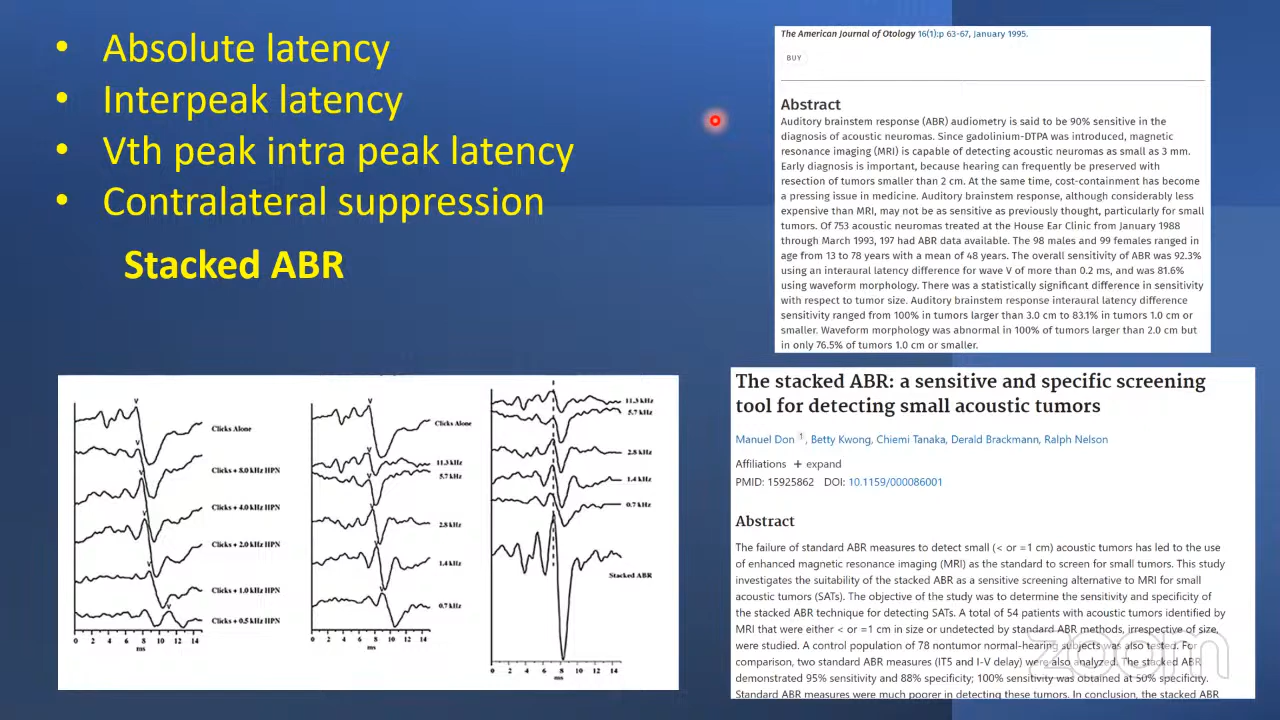 • Absolute latency
• Interpeak latency
• Vth peak intra peak latency
• Contralateral suppression
Stacked ABR
The American Journal of Otology 16(1):p 63-67, January 1995.
BUY
Abstract
Auditory brainstem response (ABR) audiometry is said to be 90% sensitive in the
diagnosis of acoustic neuromas. Since gadolinium-DTPA was introduced, magnetic
resonance imaging (MRI) is capable of detecting acoustic neuromas as small as 3 mm.
Early diagnosis is important, because hearing can frequently be preserved with
resection of tumors smaller than 2 cm. At the same time, cost-containment has become
a pressing issue in medicine. Auditory brainstem response, although considerably less
expensive than MRI, may not be as sensitive as previously thought, particularly for small
tumors. Of 753 acoustic neuromas treated at the House Ear Clinic from January 1988
through March 1993, 197 had ABR data available. The 98 males and 99 females ranged in
age from 13 to 78 years with a mean of 48 years. The overall sensitivity of ABR was 92.3%
using an interaural latency difference for wave V of more than 0.2 ms, and was 81.6%
using waveform morphology. There was a statistically significant difference in sensitivity
with respect to tumor size. Auditory brainstem response interaural latency difference
sensitivity ranged from 100% in tumors larger than 3.0 cm to 83.1% in tumors 1.0 cm or
smaller. Waveform morphology was abnormal in 100% of tumors larger than 2.0 cm but
in only 76.5% of tumors 1.0 cm or smaller.
V
Clicks Alone
V
Clicks + 8.0 kHz HPN
V
Clicks + 4.0 kHz HPN
V
Clicks + 2.0 kHz HPN
V
Clicks + 1.0 kHz HPN
V
Clicks + 0.5 kHz HPN
0 2 4 6 8 10 12 14
ms
V
Clicks Alone
V
11.3 kHz
V
5.7 kHz
V
2.8 kHz
V
1.4 kHz
V
0.7 kHz
0 2 4 6 8 10 12 14
ms
11.3 kHz
5.7 kHz
2.8 kHz
1.4 kHz
0.7 kHz
Stacked ABR
0 2 4 6 8 10 12 14
ms
The stacked ABR: a sensitive and specific screening
tool for detecting small acoustic tumors
Manuel Don 1, Betty Kwong, Chiemi Tanaka, Derald Brackmann, Ralph Nelson
Affiliations + expand
PMID: 15925862 DOI: 10.1159/000086001
Abstract
The failure of standard ABR measures to detect small (< or =1 cm) acoustic tumors has led to the use
of enhanced magnetic resonance imaging (MRI) as the standard to screen for small tumors. This study
investigates the suitability of the stacked ABR as a sensitive screening alternative to MRI for small
acoustic tumors (SATs). The objective of the study was to determine the sensitivity and specificity of
the stacked ABR technique for detecting SATs. A total of 54 patients with acoustic tumors identified by
MRI that were either < or =1 cm in size or undetected by standard ABR methods, irrespective of size,
were studied. A control population of 78 nontumor normal-hearing subjects was also tested. For
comparison, two standard ABR measures (IT5 and I-V delay) were also analyzed. The stacked ABR
demonstrated 95% sensitivity and 88% specificity; 100% sensitivity was obtained at 50% specificity.
Standard ABR measures were much poorer in detecting these tumors. In conclusion, the stacked ABR
zoom